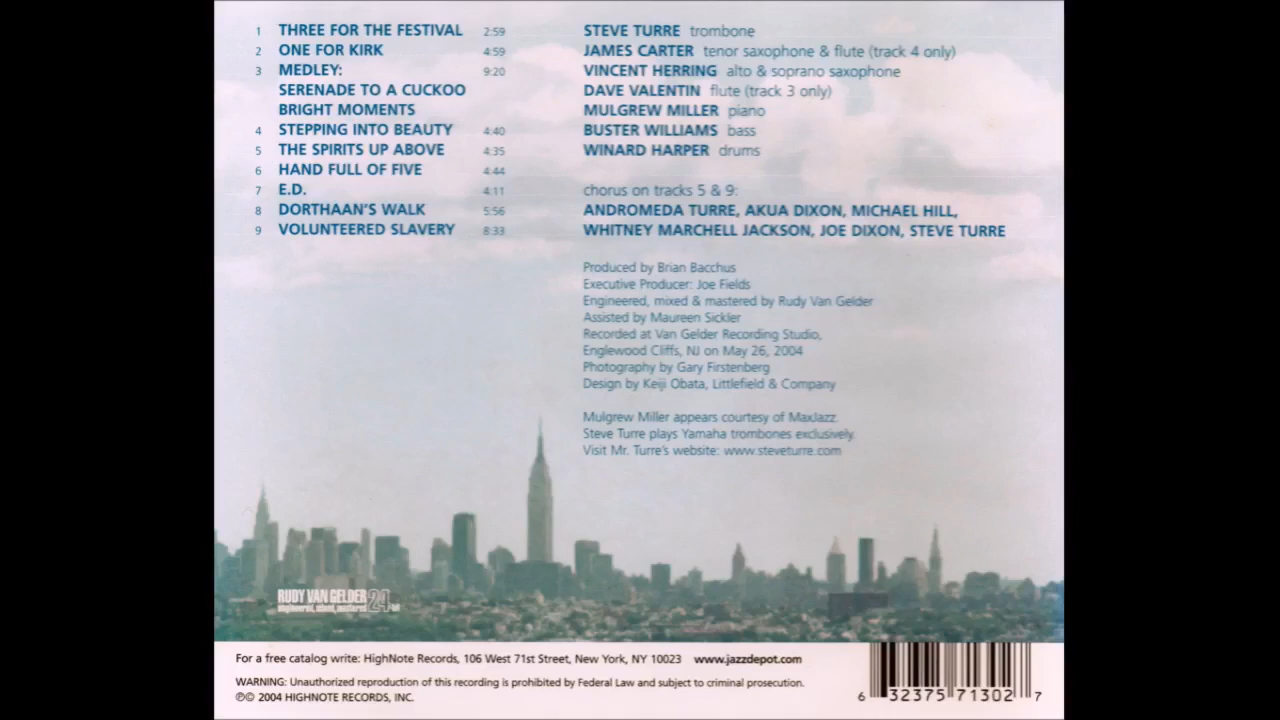 1 THREE FOR THE FESTIVAL 2:59
2 ONE FOR KIRK 4:59
3 MEDLEY: 9:20
SERENADE TO A CUCKOO
BRIGHT MOMENTS
4 STEPPING INTO BEAUTY 4:40
5 THE SPIRITS UP ABOVE 4:35
6 HAND FULL OF FIVE 4:44
7 E.D. 4:11
8 DORTHAAN'S WALK 5:56
9 VOLUNTEERED SLAVERY 8:33
STEVE TURRE trombone
JAMES CARTER tenor saxophone & flute (track 4 only)
VINCENT HERRING alto & soprano saxophone
DAVE VALENTIN flute (track 3 only)
MULGREW MILLER piano
BUSTER WILLIAMS bass
WINARD HARPER drums
chorus on tracks 5 & 9:
ANDROMEDA TURRE, AKUA DIXON, MICHAEL HILL,
WHITNEY MARCHELL JACKSON, JOE DIXON, STEVE TURRE
Produced by Brian Bacchus
Executive Producer: Joe Fields
Engineered, mixed & mastered by Rudy Van Gelder
Assisted by Maureen Sickler
Recorded at Van Gelder Recording Studio,
Englewood Cliffs, NJ on May 26, 2004
Photography by Gary Firstenberg
Design by Keiji Obata, Littlefield & Company
Mulgrew Miller appears courtesy of MaxJazz.
Steve Turre plays Yamaha trombones exclusively.
Visit Mr. Turre's website: www.steveturre.com
RUDY VAN GELDER 24
engineered, mixed, mastered
For a free catalog write: HighNote Records, 106 West 71st Street, New York, NY 10023 www.jazzdepot.com
WARNING: Unauthorized reproduction of this recording is prohibited by Federal Law and subject to criminal prosecution.
℗© 2004 HIGHNOTE RECORDS, INC.
6 32375 71302 7